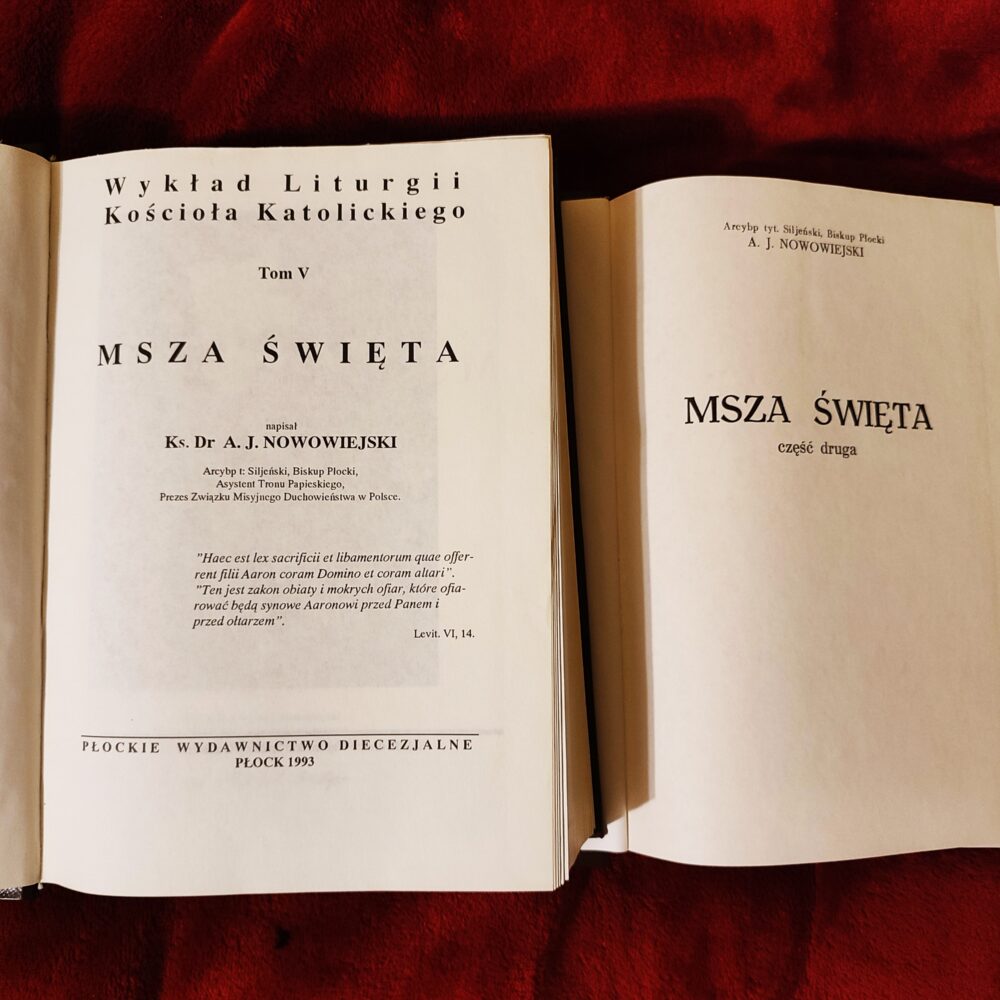 Wykład Liturgii
Kościoła Katolickiego
Tom V
MSZA ŚWIĘTA
napisał
Ks. Dr A. J. NOWOWIEJSKI
Arcybp t: Siljeński, Biskup Płocki,
Asystent Tronu Papieskiego,
Prezes Związku Misyjnego Duchowieństwa w Polsce.
"Haec est lex sacrificii et libamentorum quae offer-
rent filii Aaron coram Domino et coram altari".
"Ten jest zakon obiaty i mokrych ofiar, które ofia-
rować będą synowe Aaronowi przed Panem i
przed ołtarzem".
Levit. VI, 14.
PŁOCKIE WYDAWNICTWO DIECEZJALNE
PŁOCK 1993
Arcybp tyt. Siljeński, Biskup Płocki
A. J. NOWOWIEJSKI
MSZA ŚWIĘTA
część druga